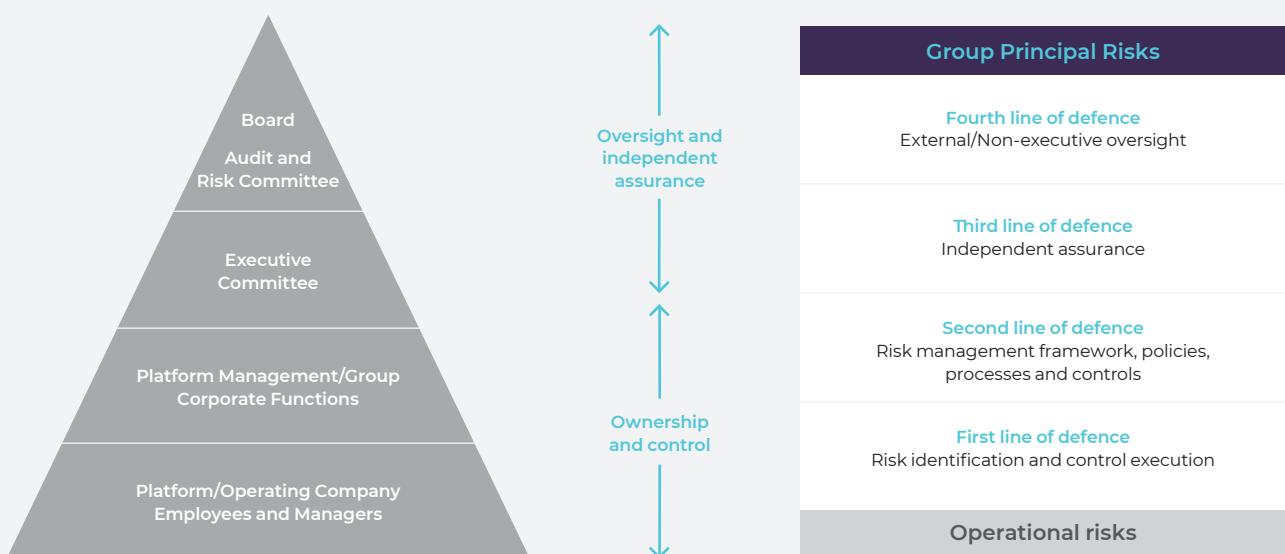 Board
Audit and
Risk Committee
Executive
Committee
Platform Management/Group
Corporate Functions
Platform/Operating Company
Employees and Managers
Oversight and
independent
assurance
Ownership
and control
Group Principal Risks
Fourth line of defence
External/Non-executive oversight
Third line of defence
Independent assurance
Second line of defence
Risk management framework, policies,
processes and controls
First line of defence
Risk identification and control execution
Operational risks